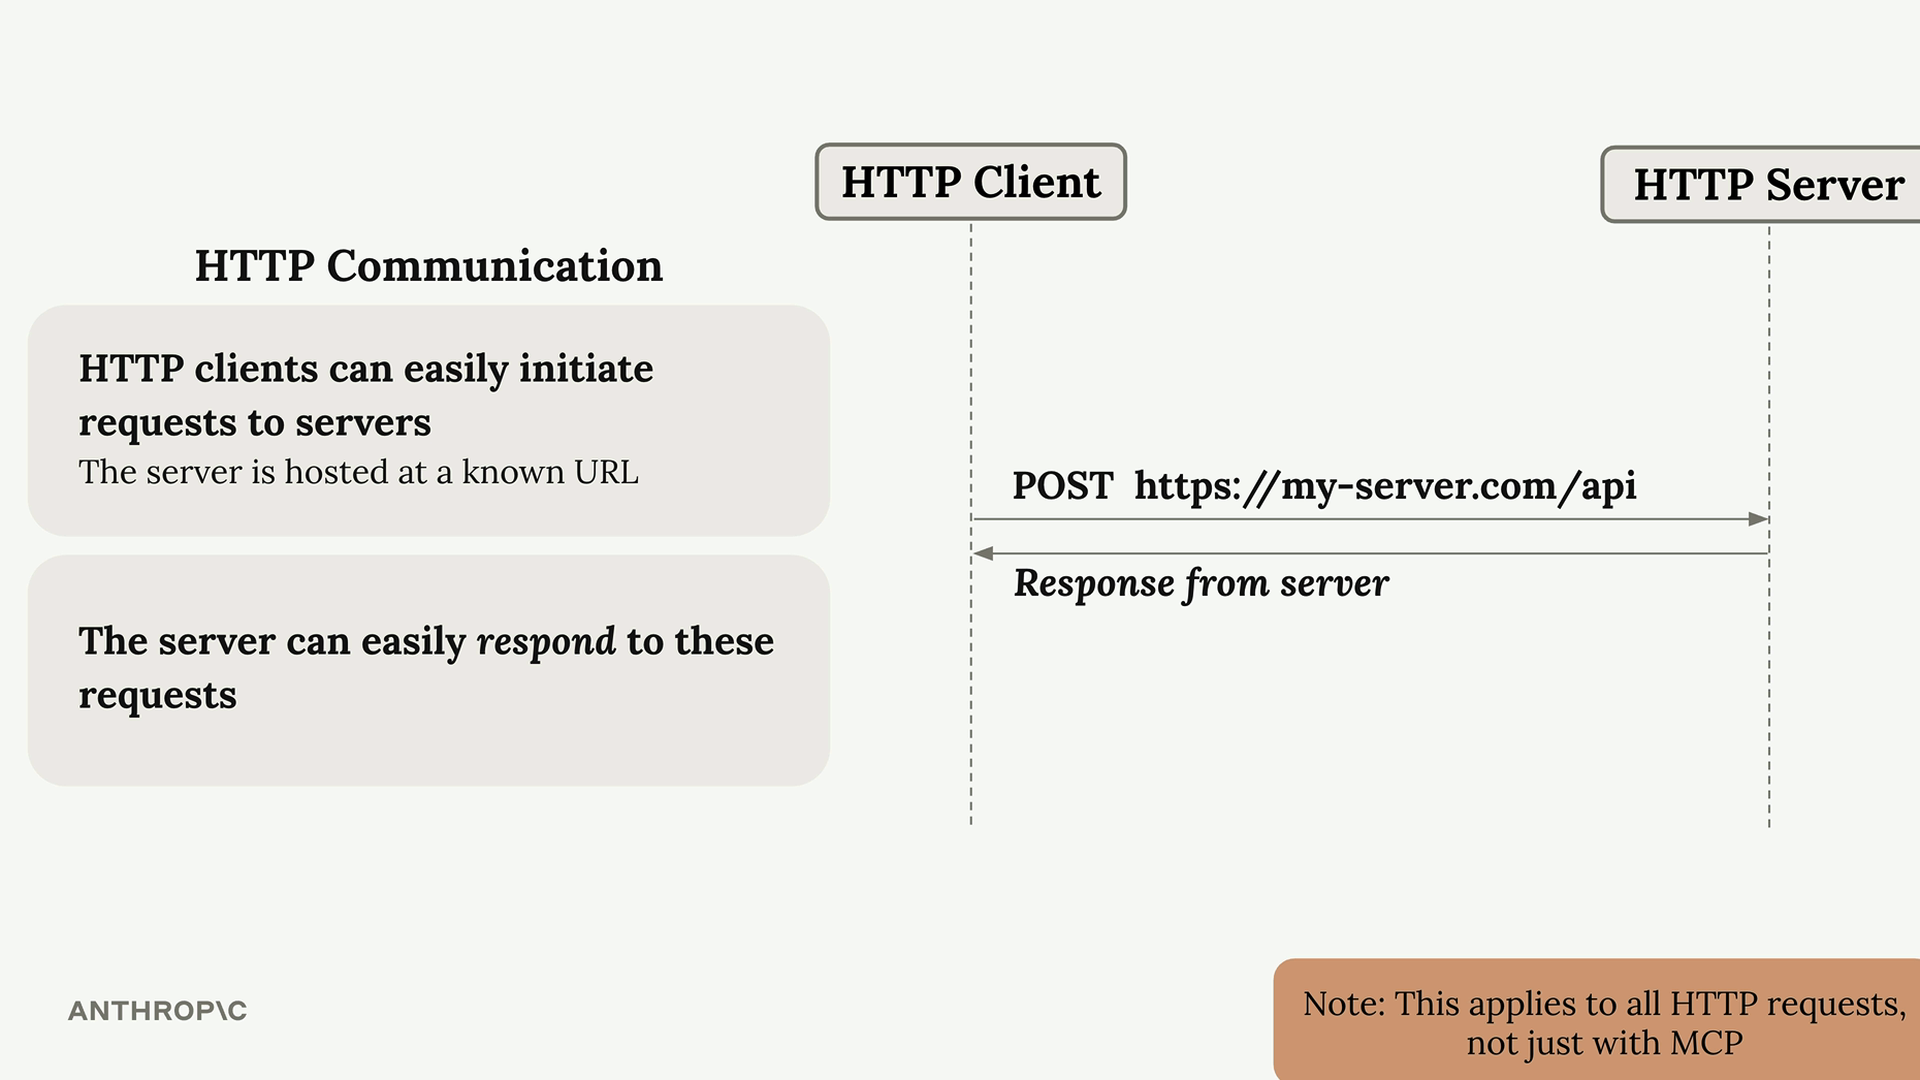 HTTP Client
HTTP Server
HTTP Communication
HTTP clients can easily initiate
requests to servers
The server is hosted at a known URL
POST https://my-server.com/api
Response from server
The server can easily respond to these
requests
ANTHROP\C
Note: This applies to all HTTP requests,
not just with MCP